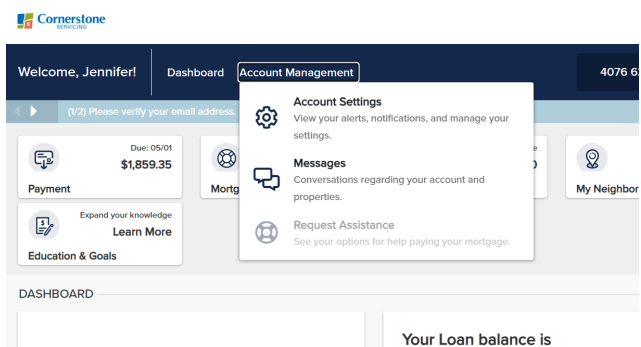 Cornerstone
SERVICING
Welcome, Jennifer!
Dashboard
Account Management
4076
(1/2) Please verify your email address.
Account Settings
View your alerts, notifications, and manage your
settings.
Messages
Conversations regarding your account and
properties.
Request Assistance
See your options for help paying your mortgage.
Due: 05/01
$1,859.35
Payment
Mortg
My Neighbor
Expand your knowledge
Learn More
Education & Goals
DASHBOARD
Your Loan balance is